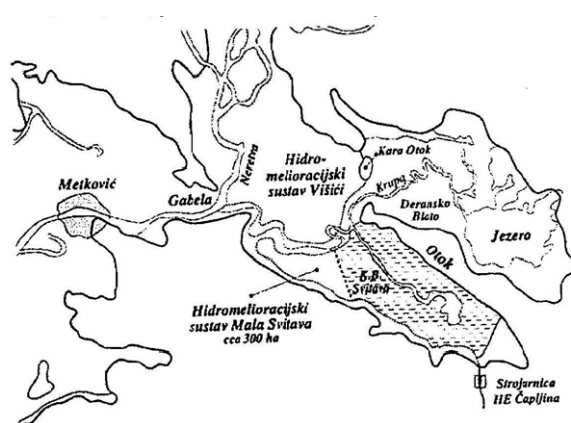 Kara Otok
Hidro-
melioracijski
sustav Višići
Neretva
Krupa
Metković
Gabela
Deransko
Blato
Jezero
Otok
K.B.
Svitava
Hidromelioracijski
sustav Mala Svitava
cca 300 ha
Strojarnica
HE Čapljina